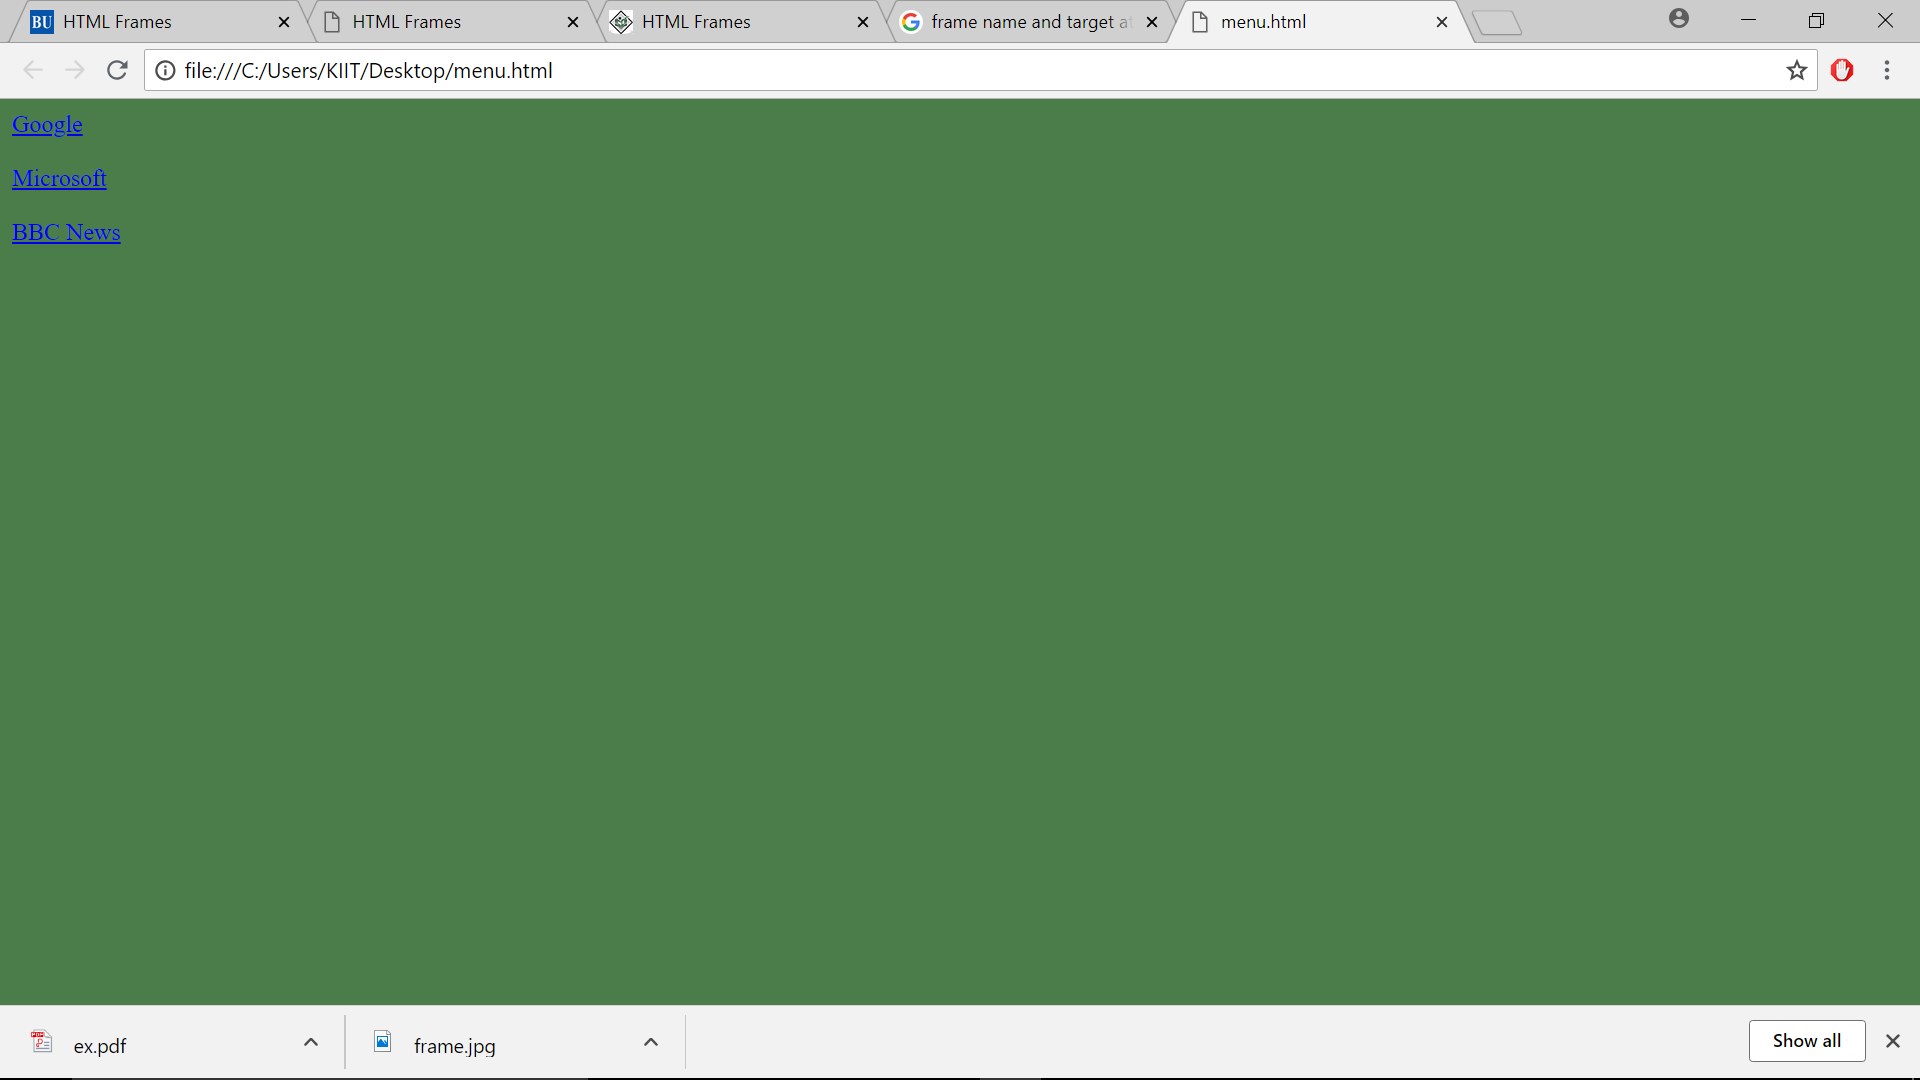 BU HTML Frames
HTML Frames
HTML Frames
frame name and target a
menu.html
file:///C:/Users/KIIT/Desktop/menu.html
Google
Microsoft
BBC News
ex.pdf
frame.jpg
Show all